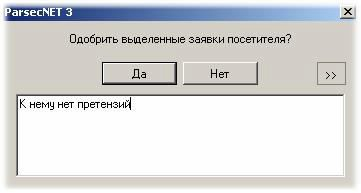 ParsecNET 3
Одобрить выделенные заявки посетителя?
Да Нет >>
К нему нет претензий